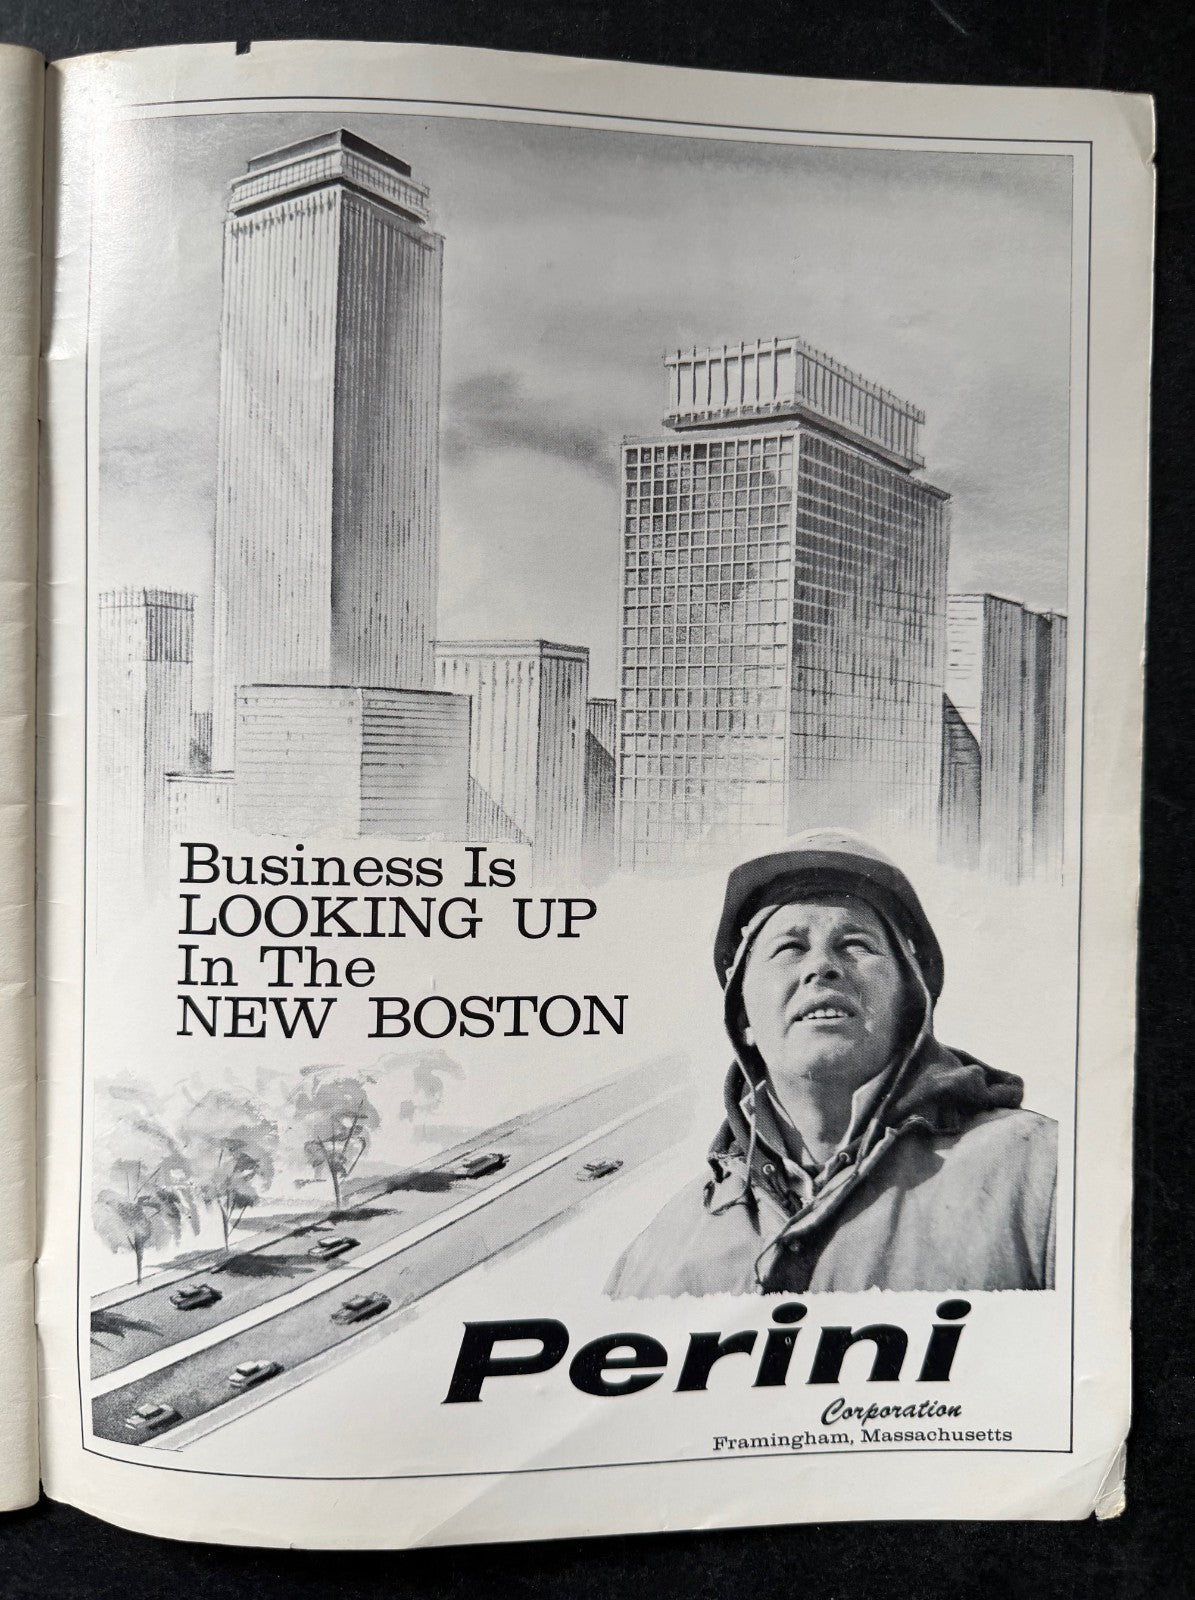 Business Is
LOOKING UP
In The
NEW BOSTON
Perini
Corporation
Framingham, Massachusetts